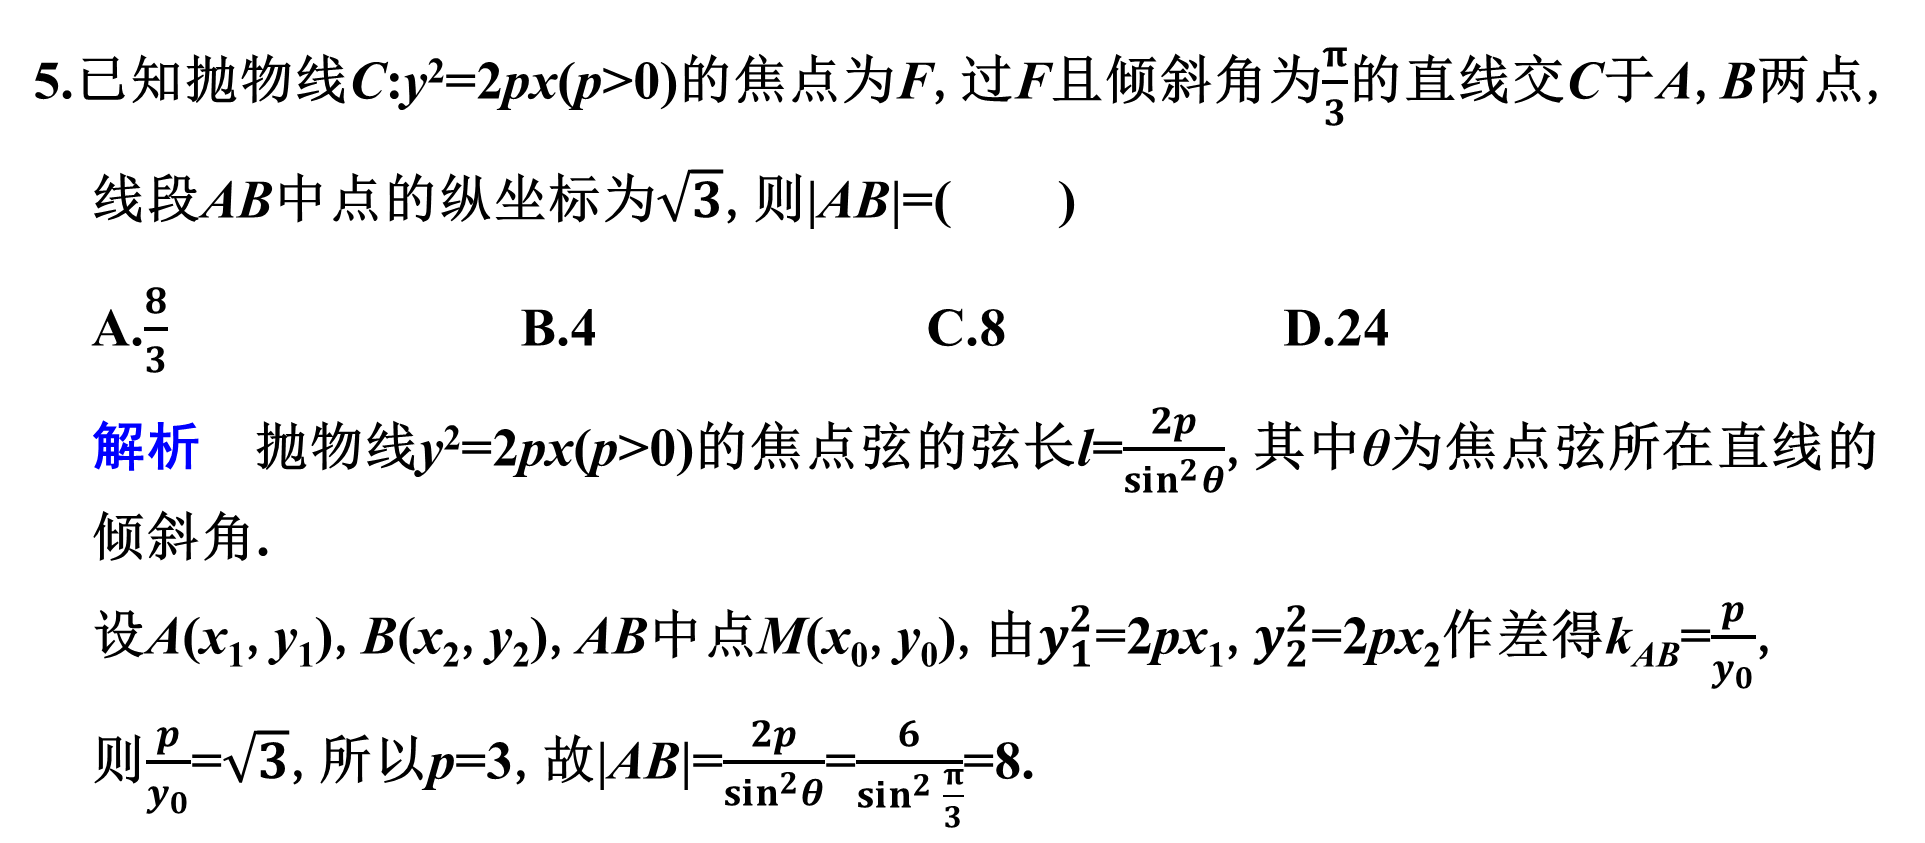 5.已知抛物线C:y²=2px(p>0)的焦点为F, 过F且倾斜角为π/3的直线交C于A, B两点,
线段AB中点的纵坐标为√3, 则|AB|=(  )
A.8/3 B.4 C.8 D.24
解析 抛物线y²=2px(p>0)的焦点弦的弦长l=2p/sin²θ, 其中θ为焦点弦所在直线的
倾斜角.
设A(x₁, y₁), B(x₂, y₂), AB中点M(x₀, y₀), 由y₁²=2px₁, y₂²=2px₂作差得k_AB=p/y₀,
则p/y₀=√3, 所以p=3, 故|AB|=2p/sin²θ=6/sin²(π/3)=8.